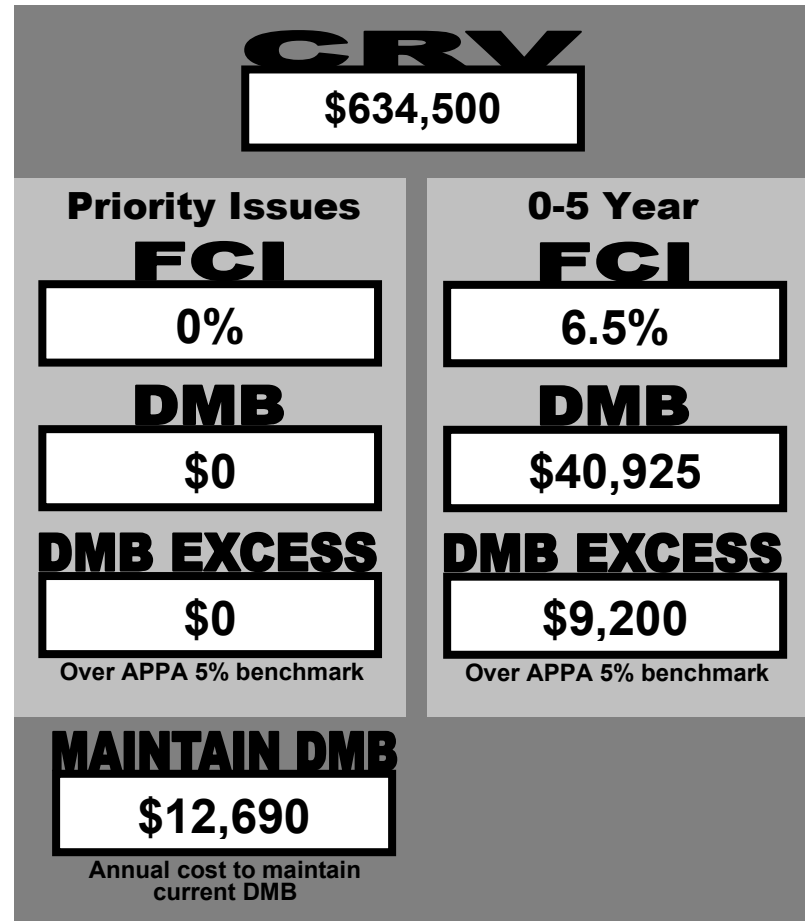 CRV
$634,500
Priority Issues
FCI
0%
DMB
$0
DMB EXCESS
$0
Over APPA 5% benchmark
0-5 Year
FCI
6.5%
DMB
$40,925
DMB EXCESS
$9,200
Over APPA 5% benchmark
MAINTAIN DMB
$12,690
Annual cost to maintain
current DMB